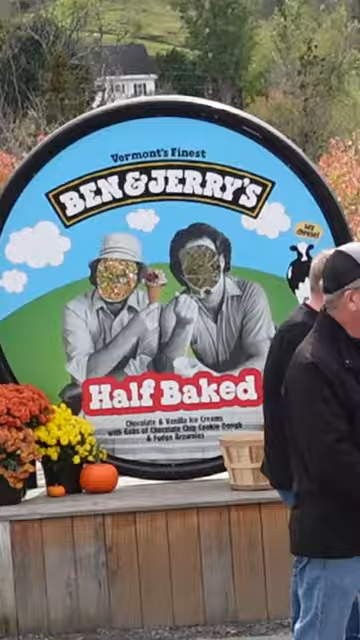 Vermont's Finest
BEN & JERRY'S
Half Baked
Chocolate & Vanilla Ice Creams
with Gobs of Chocolate Chip Cookie Dough
& Fudge Brownies